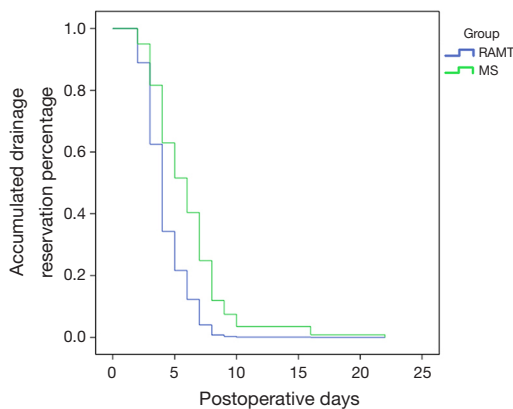 Group
RAMT
MS
1.0
0.8
0.6
0.4
0.2
0.0
Accumulated drainage
reservation percentage
0 5 10 15 20 25
Postoperative days